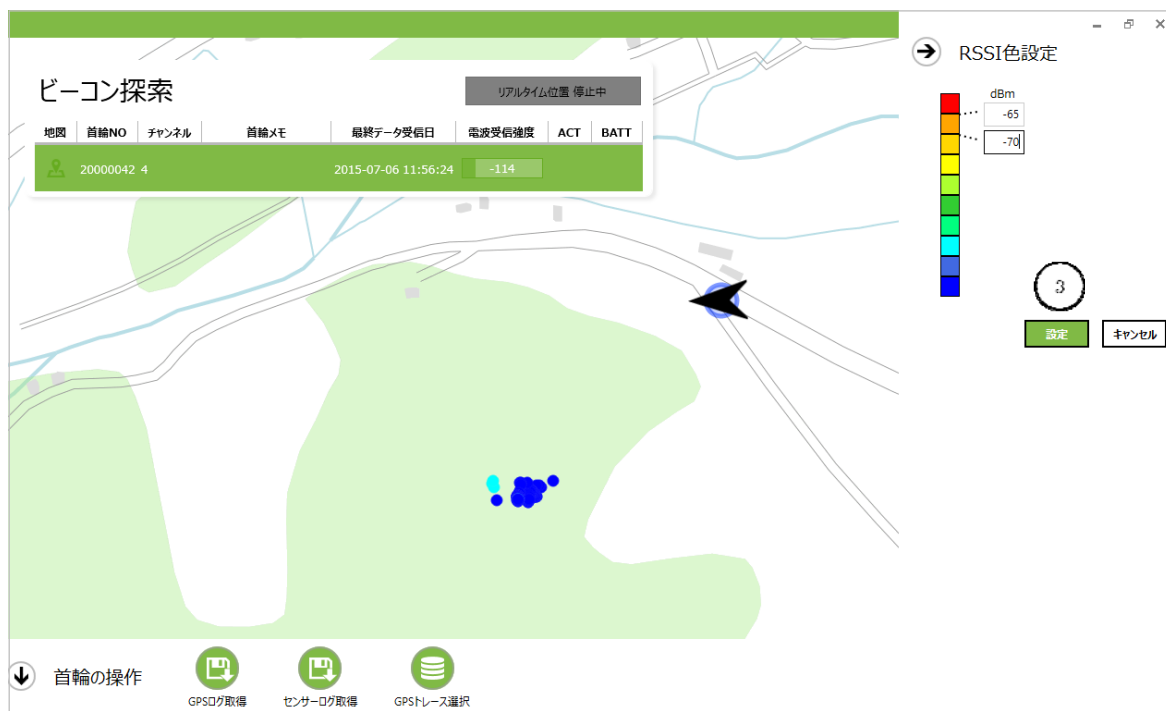 RSSI色設定
ビーコン探索
リアルタイム位置 停止中
地図 首輪NO チャンネル 首輪メモ 最終データ受信日 電波受信強度 ACT BATT
20000042 4 2015-07-06 11:56:24 -114
dBm
-65
-70
3
設定 キャンセル
首輪の操作
GPSログ取得 センサーログ取得 GPSトレース選択